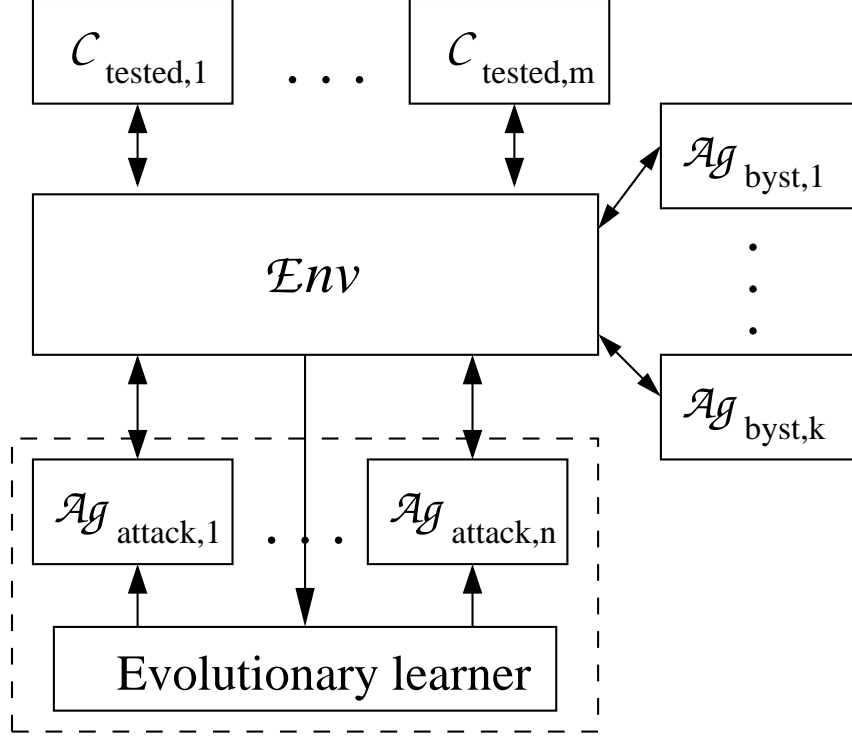 𝒞 tested,1 . . . 𝒞 tested,m
𝒜g byst,1
.
.
.
ℰnv
𝒜g byst,k
𝒜g attack,1 . . . 𝒜g attack,n
Evolutionary learner